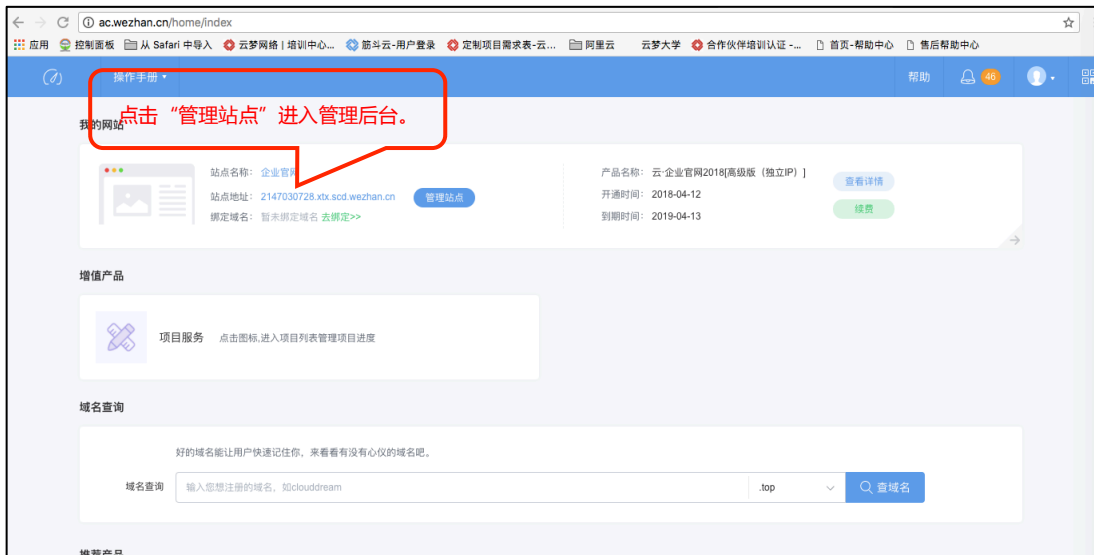 ac.wezhan.cn/home/index
应用 控制面板 从 Safari 中导入 云梦网络 | 培训中心... 筋斗云-用户登录 定制项目需求表-云... 阿里云 云梦大学 合作伙伴培训认证 -... 首页-帮助中心 售后帮助中心
操作手册 帮助 46
点击“管理站点”进入管理后台。
我的网站
站点名称: 企业官网
站点地址: 2147030728.xtx.scd.wezhan.cn 管理站点
绑定域名: 暂未绑定域名 去绑定>>
产品名称: 云·企业官网2018[高级版(独立IP) ]
开通时间: 2018-04-12
到期时间: 2019-04-13
查看详情
续费
增值产品
项目服务 点击图标,进入项目列表管理项目进度
域名查询
好的域名能让用户快速记住你,来看看有没有心仪的域名吧。
域名查询 输入您想注册的域名,如clouddream .top 查域名
推荐产品